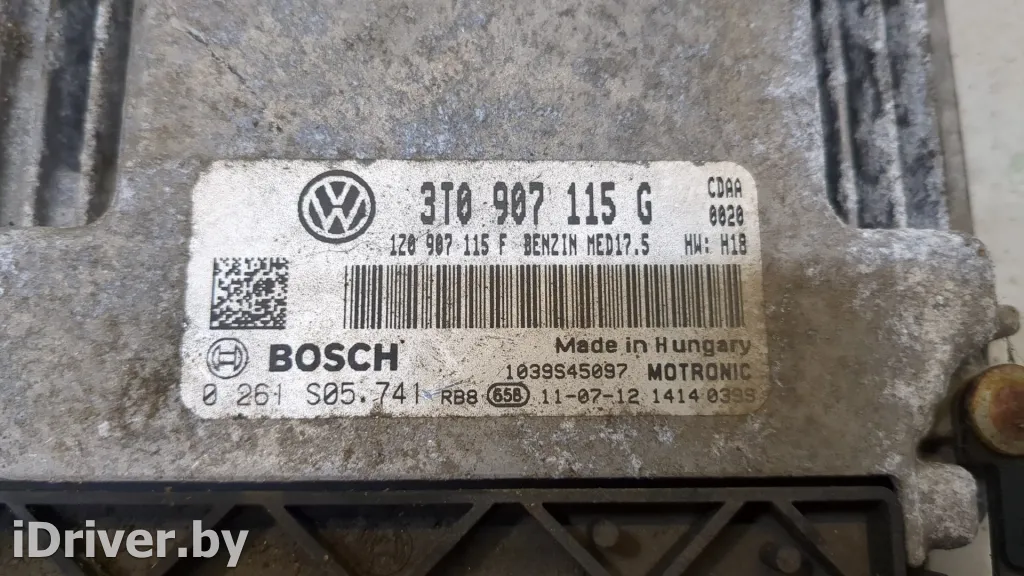 3T0 907 115 G
CDAA
0020
1Z0 907 115 F BENZIN MED17.5 HW: H18
BOSCH
Made in Hungary
1039S45097 MOTRONIC
0 261 S05.741 RB8 658 11-07-12 1414 0399
iDriver.by